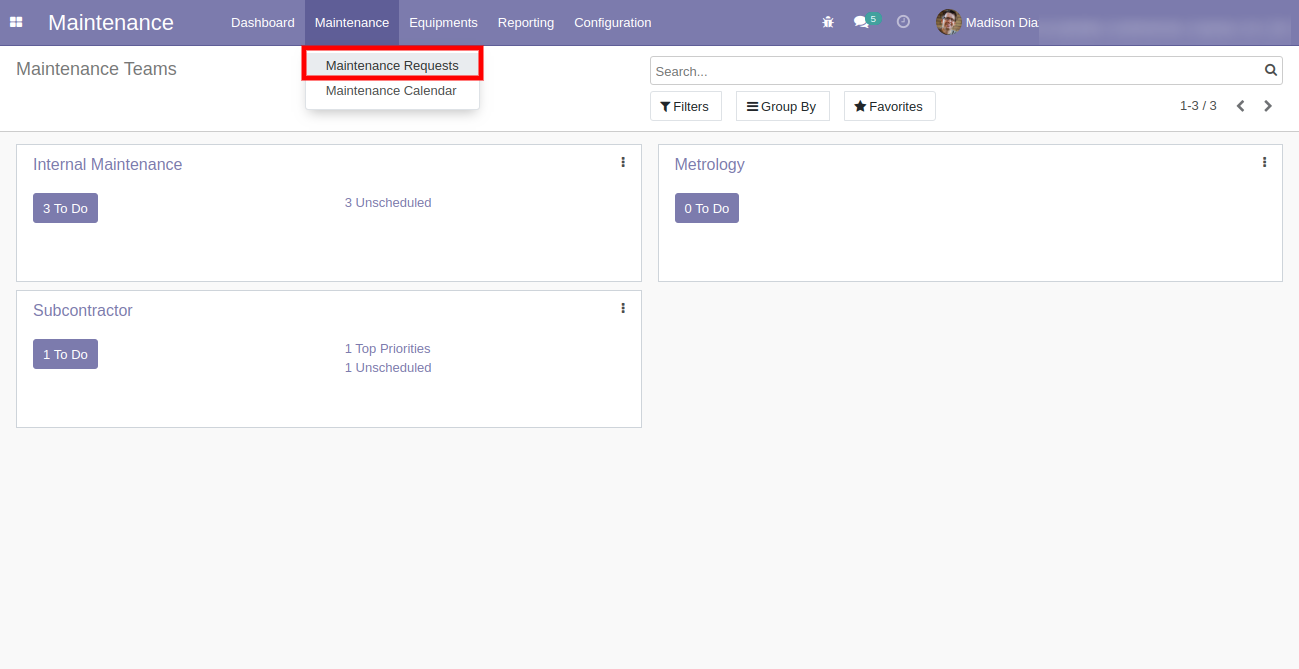 Maintenance Dashboard Maintenance Equipments Reporting Configuration 5 Madison Dia
Maintenance Requests
Maintenance Calendar
Maintenance Teams
Search...
Filters Group By Favorites 1-3 / 3
Internal Maintenance
3 To Do 3 Unscheduled
Metrology
0 To Do
Subcontractor
1 To Do 1 Top Priorities
1 Unscheduled